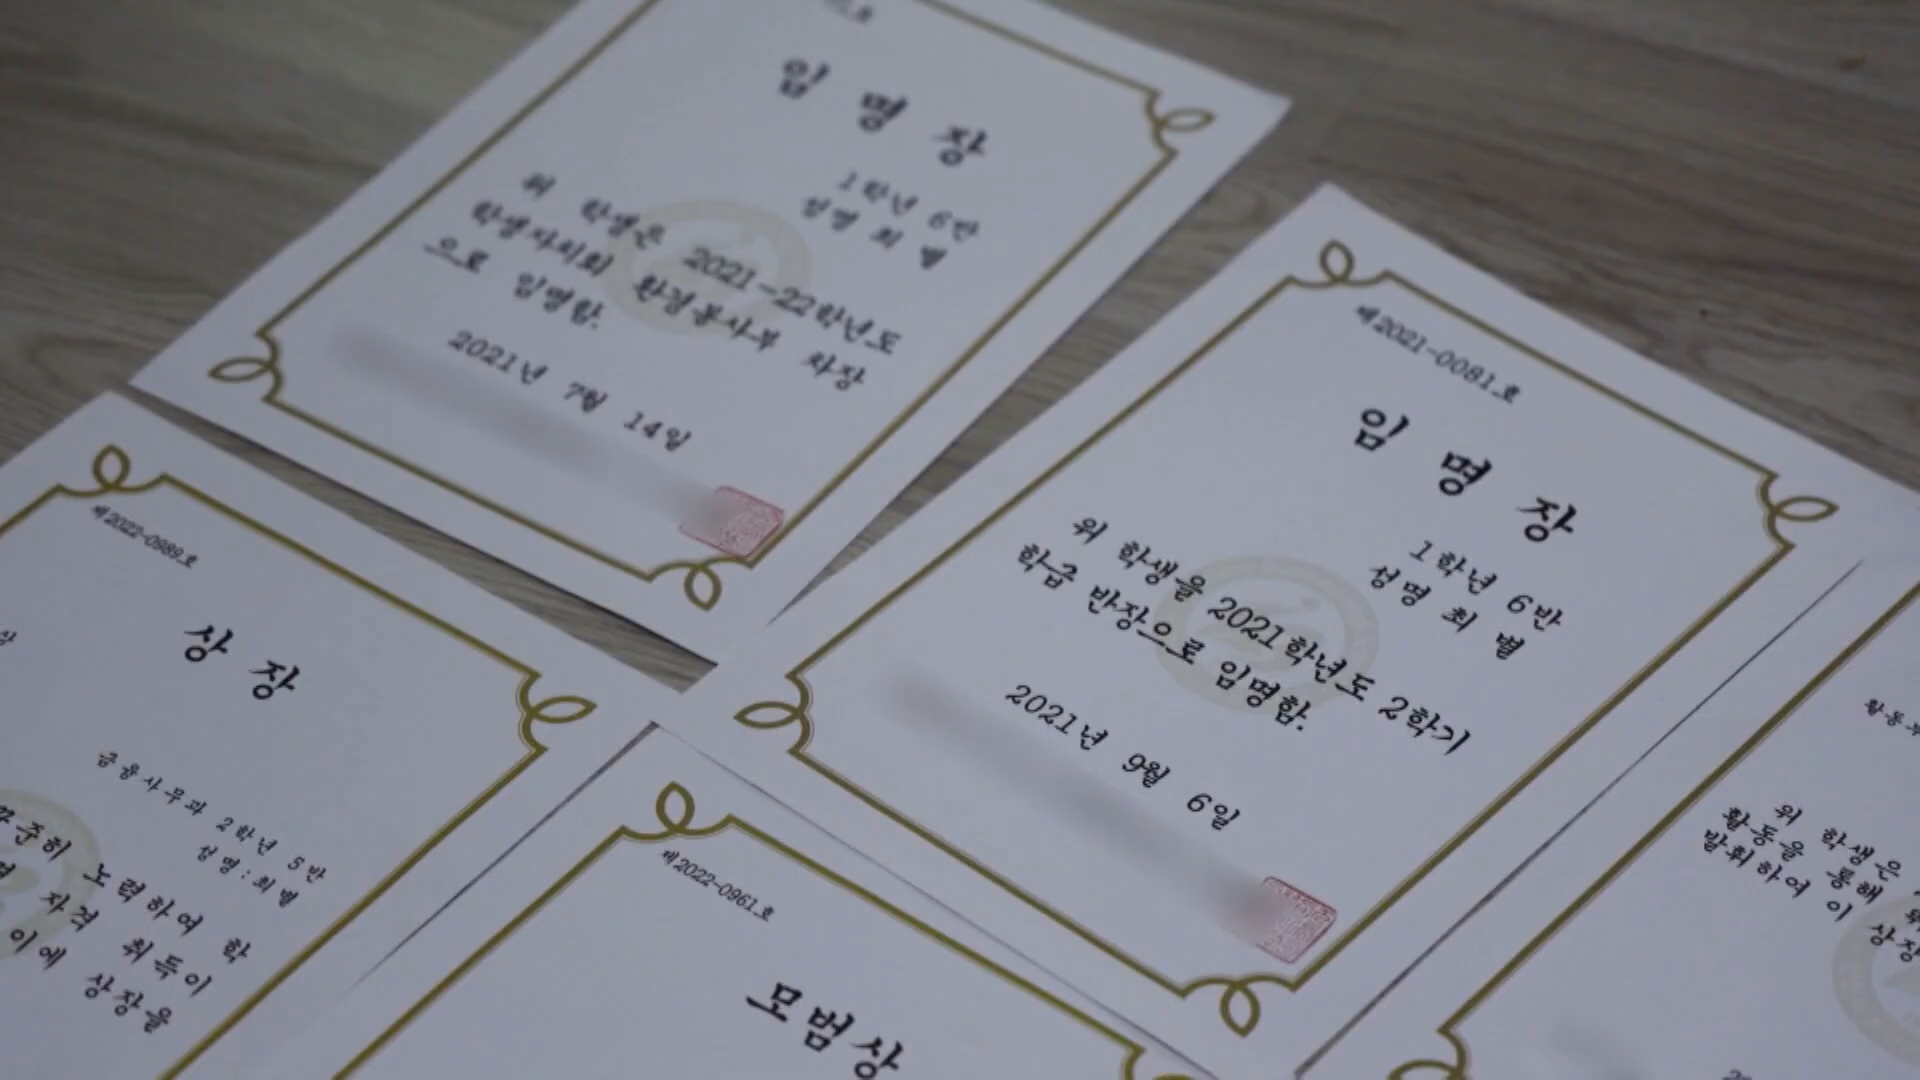 임 명 장
1학년 6반
성명 최 별
위 학생은 2021-22학년도
학생자치회 환경봉사부 차장
으로 임명함.
2021년 7월 14일
제2021-0081호
임 명 장
1학년 6반
성명 최 별
위 학생을 2021학년도 2학기
학급 반장으로 임명함.
2021년 9월 6일
제2022-0989호
상 장
금융사무과 2학년 5반
성명:최별
꾸준히 노력하여 학
자격 취득이
이에 상장을
제2022-0961호
모범상
위 학생은
활동을 통해
발휘하여 이 상장